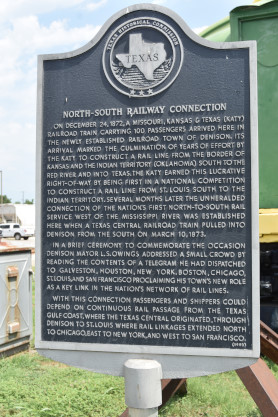 TEXAS HISTORICAL COMMISSION
TEXAS
NORTH-SOUTH RAILWAY CONNECTION
ON DECEMBER 24, 1872, A MISSOURI, KANSAS & TEXAS (KATY)
RAILROAD TRAIN, CARRYING 100 PASSENGERS, ARRIVED HERE IN
THE NEWLY ESTABLISHED RAILROAD TOWN OF DENISON. ITS
ARRIVAL MARKED THE CULMINATION OF YEARS OF EFFORT BY
THE KATY TO CONSTRUCT A RAIL LINE FROM THE BORDER OF
KANSAS AND THE INDIAN TERRITORY (OKLAHOMA) SOUTH TO THE
RED RIVER AND INTO TEXAS. THE KATY EARNED THIS LUCRATIVE
RIGHT-OF-WAY BY BEING FIRST, IN A NATIONAL COMPETITION
TO CONSTRUCT A RAIL LINE FROM ST. LOUIS SOUTH TO THE
INDIAN TERRITORY. SEVERAL MONTHS LATER THE UNHERALDED
CONNECTION OF THE NATION'S FIRST NORTH-TO-SOUTH RAIL
SERVICE WEST OF THE MISSISSIPPI RIVER WAS ESTABLISHED
HERE WHEN A TEXAS CENTRAL RAILROAD TRAIN PULLED INTO
DENISON FROM THE SOUTH ON MARCH 10, 1873.
IN A BRIEF CEREMONY TO COMMEMORATE THE OCCASION
DENISON MAYOR L.S. OWINGS ADDRESSED A SMALL CROWD BY
READING THE CONTENTS OF A TELEGRAM HE HAD DISPATCHED
TO GALVESTON, HOUSTON, NEW YORK, BOSTON, CHICAGO,
ST. LOUIS, AND SAN FRANCISCO PROCLAIMING HIS TOWN'S NEW ROLE
AS A KEY LINK IN THE NATION'S NETWORK OF RAIL LINES.
WITH THIS CONNECTION PASSENGERS AND SHIPPERS COULD
DEPEND ON CONTINUOUS RAIL PASSAGE FROM THE TEXAS
GULF COAST, WHERE THE TEXAS CENTRAL ORIGINATED, THROUGH
DENISON TO ST. LOUIS WHERE RAIL LINKAGES EXTENDED NORTH
TO CHICAGO, EAST TO NEW YORK, AND WEST TO SAN FRANCISCO.